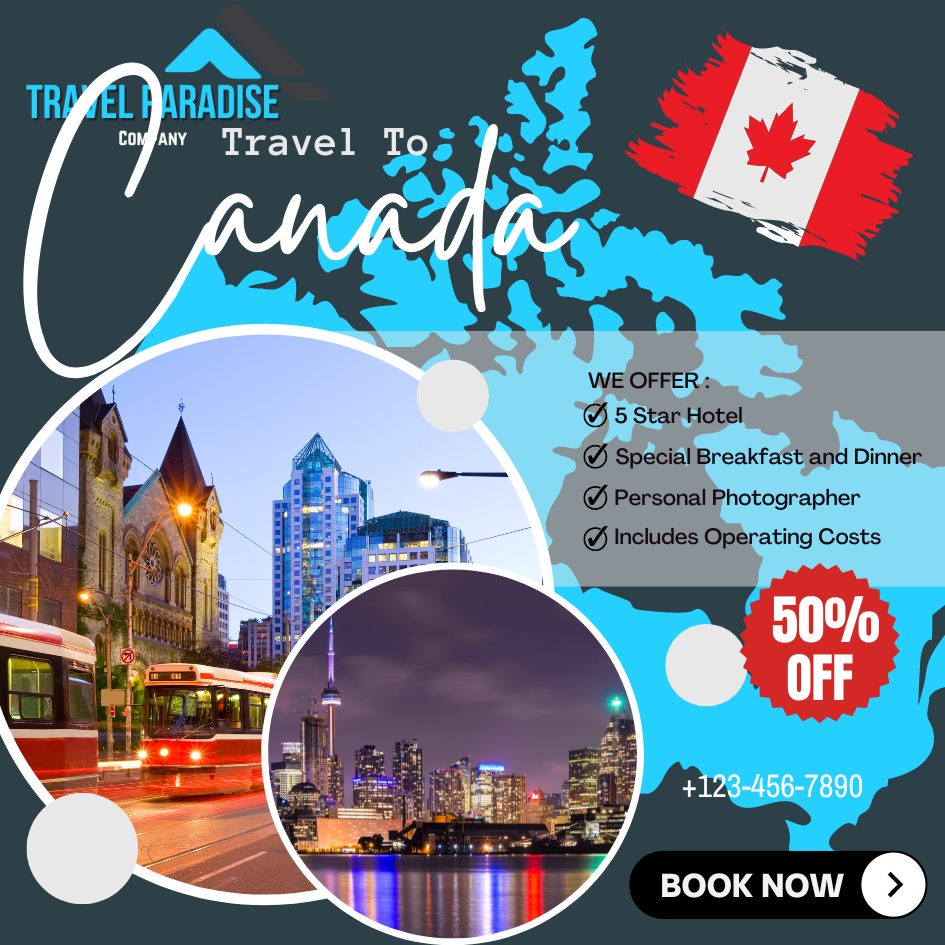 TRAVEL PARADISE
COMPANY
Travel To
Canada
WE OFFER :
5 Star Hotel
Special Breakfast and Dinner
Personal Photographer
Includes Operating Costs
50%
OFF
+123-456-7890
BOOK NOW
KING